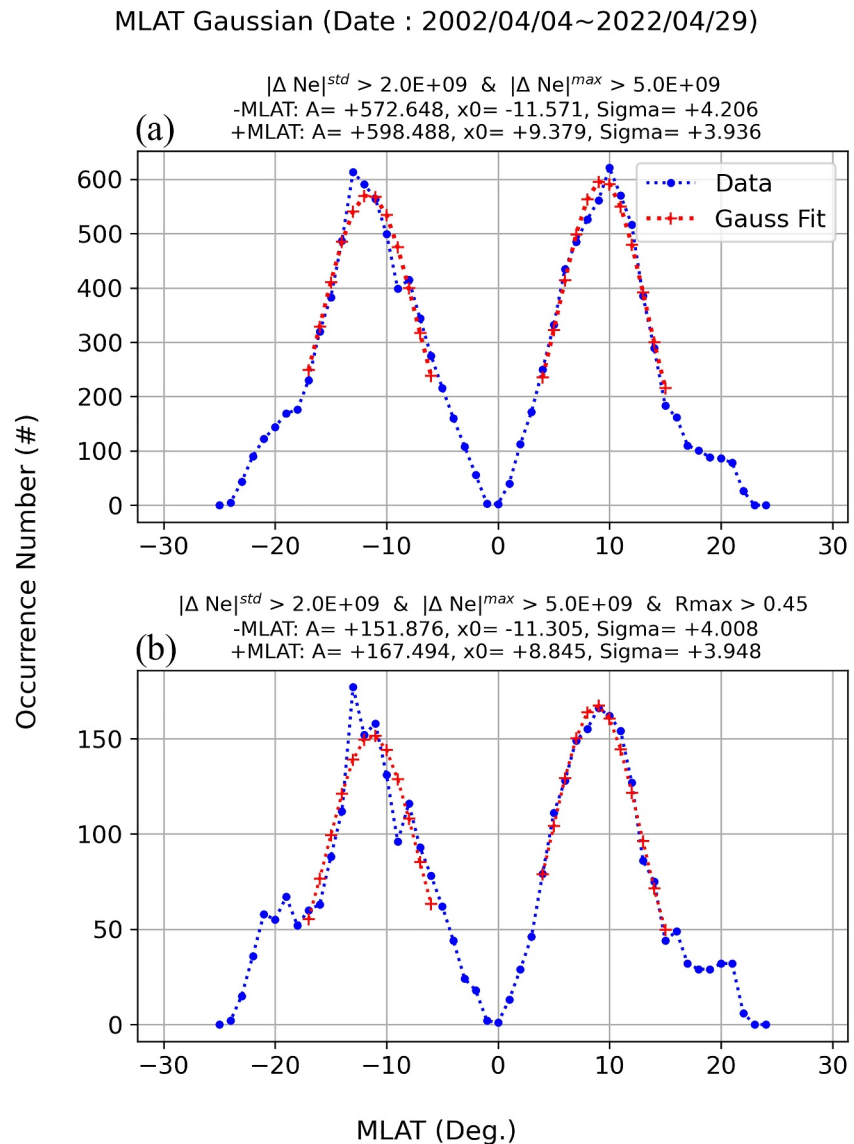 MLAT Gaussian (Date : 2002/04/04~2022/04/29)
|Δ Ne|^std > 2.0E+09 & |Δ Ne|^max > 5.0E+09
-MLAT: A= +572.648, x0= -11.571, Sigma= +4.206
+MLAT: A= +598.488, x0= +9.379, Sigma= +3.936
(a)
600
500
400
300
200
100
0
Data
Gauss Fit
−30 −20 −10 0 10 20 30
Occurrence Number (#)
|Δ Ne|^std > 2.0E+09 & |Δ Ne|^max > 5.0E+09 & Rmax > 0.45
-MLAT: A= +151.876, x0= -11.305, Sigma= +4.008
+MLAT: A= +167.494, x0= +8.845, Sigma= +3.948
(b)
150
100
50
0
−30 −20 −10 0 10 20 30
MLAT (Deg.)